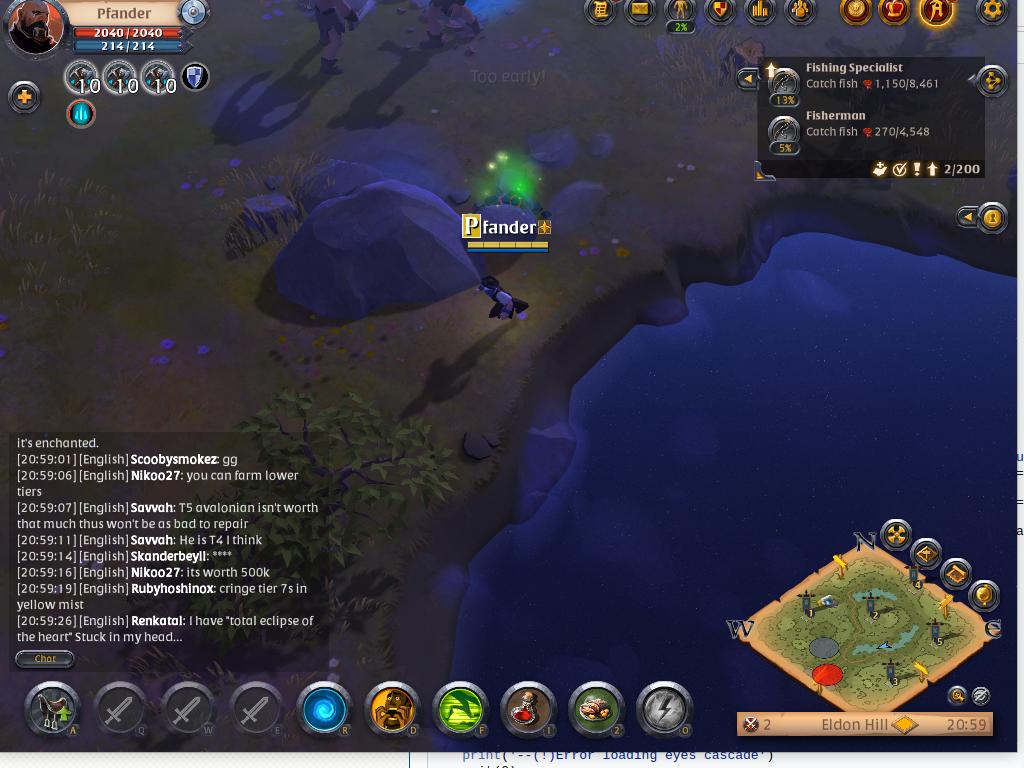 Pfander
2040/2040
214/214
10 10 10
2%
Too early!
Fishing Specialist
Catch fish 1,150/8,461
13%
Fisherman
Catch fish 270/4,548
5%
2/200
Pfander
it's enchanted.
[20:59:01] [English] Scoobysmokez: gg
[20:59:06] [English] Nikoo27: you can farm lower
tiers
[20:59:07] [English] Savvah: T5 avalonian isn't worth
that much thus won't be as bad to repair
[20:59:11] [English] Savvah: He is T4 I think
[20:59:14] [English] Skanderbeyll: ****
[20:59:16] [English] Nikoo27: its worth 500k
[20:59:19] [English] Rubyhoshinox: cringe tier 7s in
yellow mist
[20:59:26] [English] Renkatal: I have "total eclipse of
the heart" Stuck in my head...
Chat
A Q W E R D F 1 2 O
N
W E
1 2 3 4 5
2 Eldon Hill 20:59
print('--(!)Error loading eyes cascade')